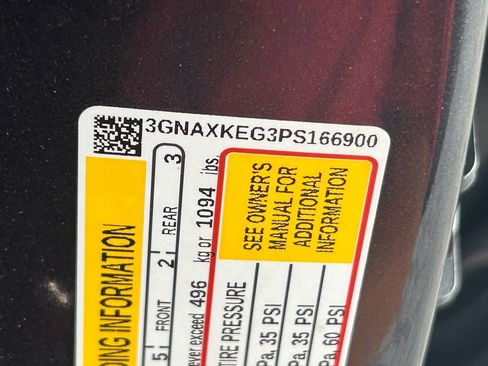 3GNAXKEG3PS166900
DING INFORMATION
5 FRONT 2 REAR 3
ever exceed 496 kg or 1094 lbs.
TIRE PRESSURE
SEE OWNER'S
MANUAL FOR
ADDITIONAL
INFORMATION
Pa, 35 PSI
Pa, 35 PSI
Pa, 60 PSI